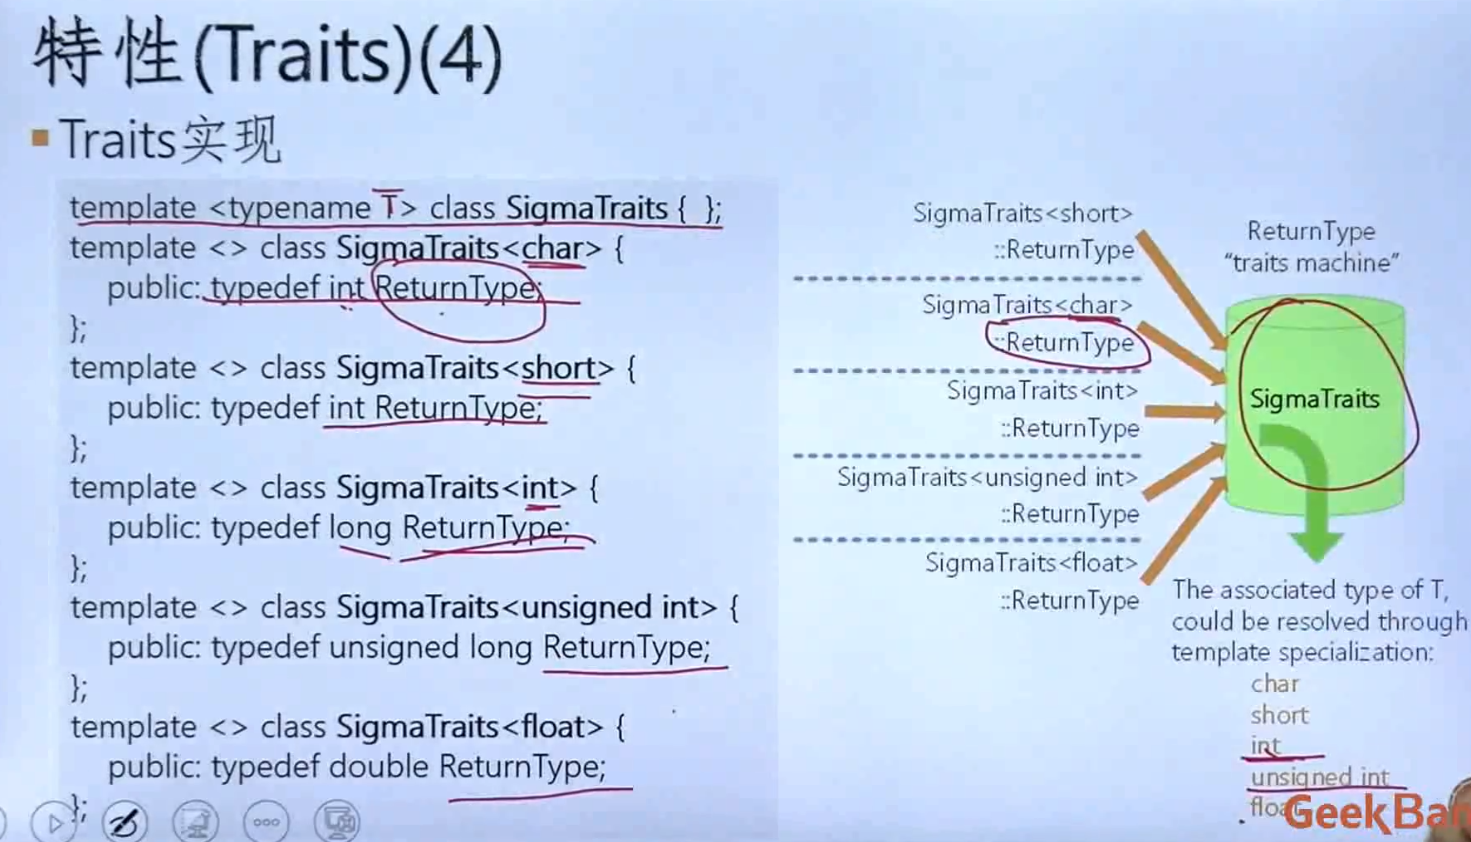 特性(Traits)(4)
Traits实现
template <typename T> class SigmaTraits { };
template <> class SigmaTraits<char> {
public: typedef int ReturnType;
};
template <> class SigmaTraits<short> {
public: typedef int ReturnType;
};
template <> class SigmaTraits<int> {
public: typedef long ReturnType;
};
template <> class SigmaTraits<unsigned int> {
public: typedef unsigned long ReturnType;
};
template <> class SigmaTraits<float> {
public: typedef double ReturnType;
};
SigmaTraits<short>
::ReturnType
SigmaTraits<char>
::ReturnType
SigmaTraits<int>
::ReturnType
SigmaTraits<unsigned int>
::ReturnType
SigmaTraits<float>
::ReturnType
ReturnType
“traits machine”
SigmaTraits
The associated type of T,
could be resolved through
template specialization:
char
short
int
unsigned int